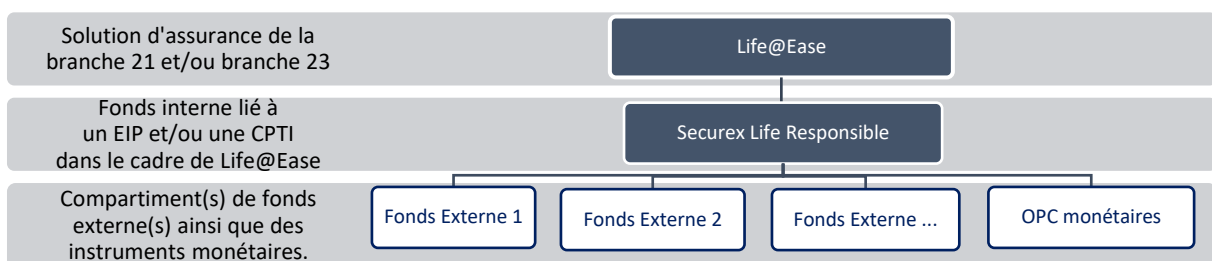 Solution d'assurance de la
branche 21 et/ou branche 23
Life@Ease
Fonds interne lié à
un EIP et/ou une CPTI
dans le cadre de Life@Ease
Securex Life Responsible
Compartiment(s) de fonds
externe(s) ainsi que des
instruments monétaires.
Fonds Externe 1
Fonds Externe 2
Fonds Externe ...
OPC monétaires